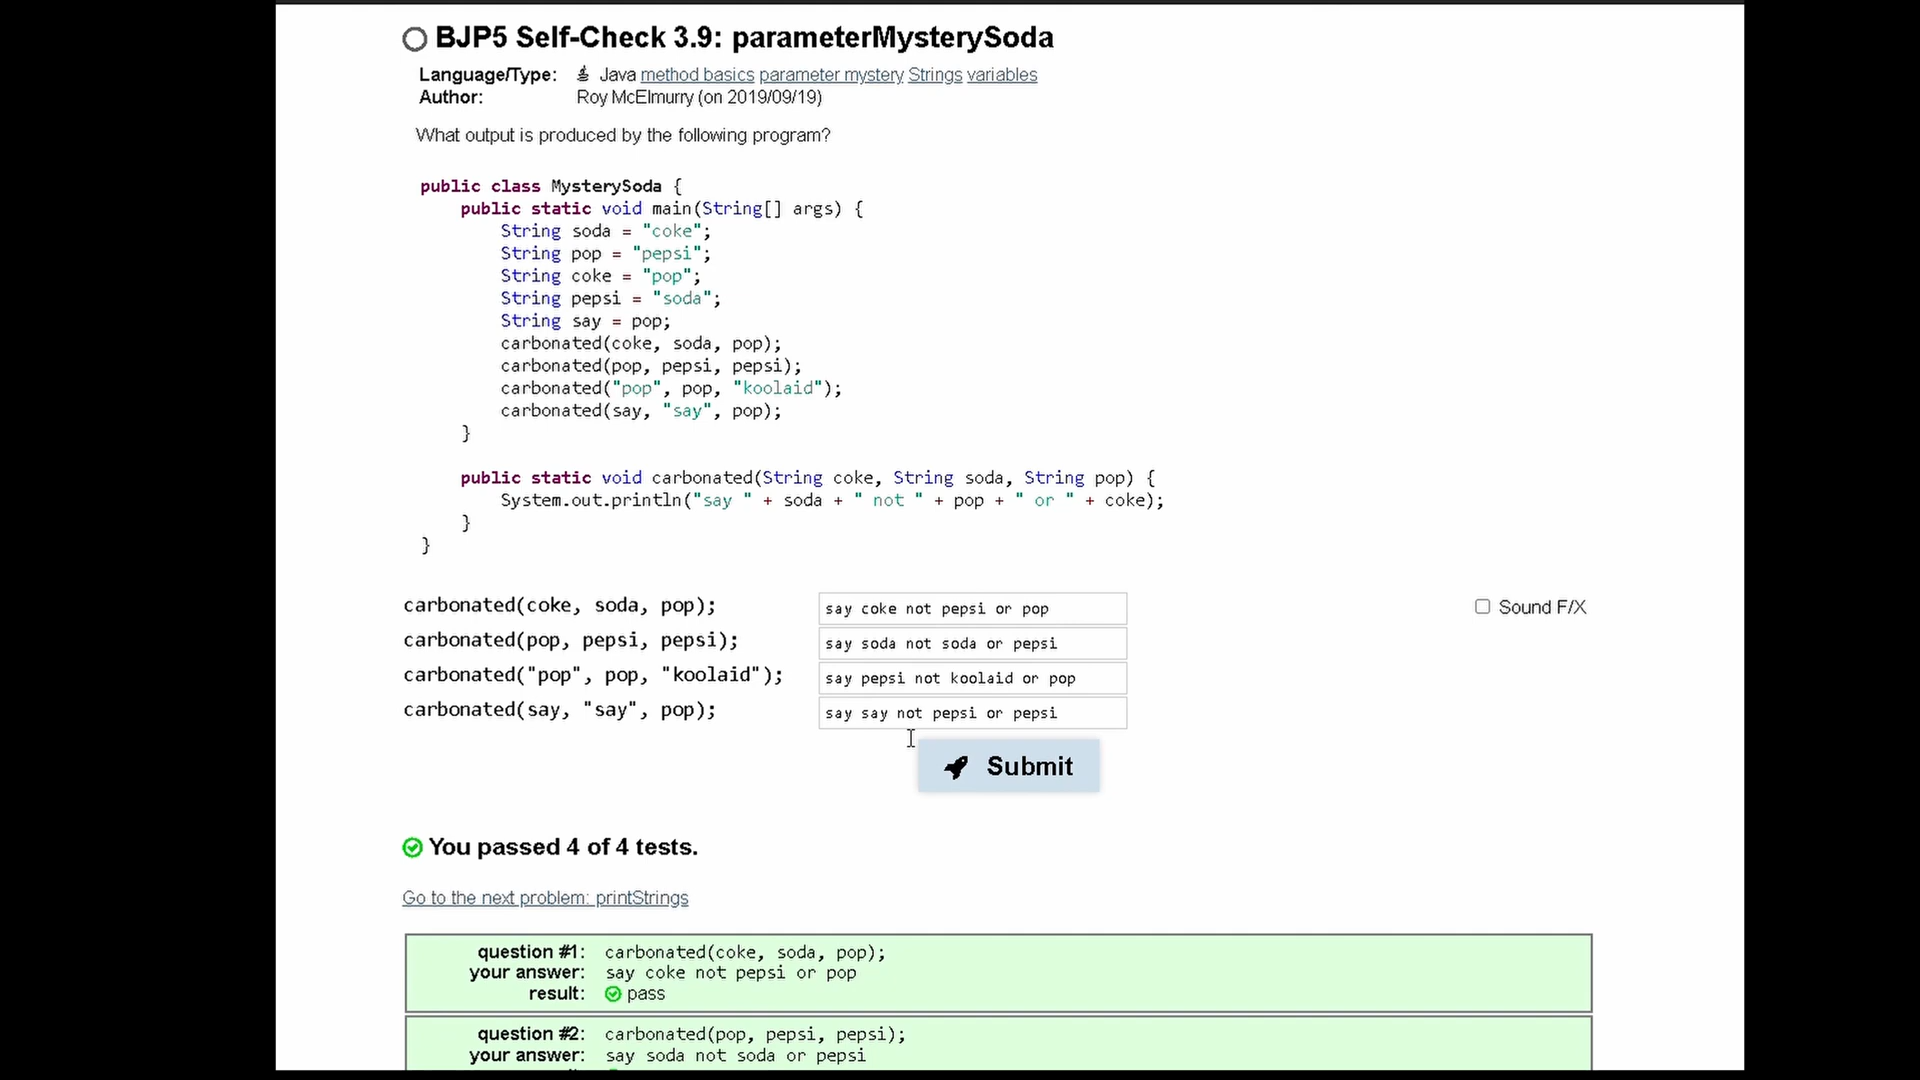 BJP5 Self-Check 3.9: parameterMysterySoda
Language/Type: Java method basics parameter mystery Strings variables
Author: Roy McElmurry (on 2019/09/19)
What output is produced by the following program?
public class MysterySoda {
    public static void main(String[] args) {
        String soda = "coke";
        String pop = "pepsi";
        String coke = "pop";
        String pepsi = "soda";
        String say = pop;
        carbonated(coke, soda, pop);
        carbonated(pop, pepsi, pepsi);
        carbonated("pop", pop, "koolaid");
        carbonated(say, "say", pop);
    }
    public static void carbonated(String coke, String soda, String pop) {
        System.out.println("say " + soda + " not " + pop + " or " + coke);
    }
}
carbonated(coke, soda, pop); say coke not pepsi or pop Sound F/X
carbonated(pop, pepsi, pepsi); say soda not soda or pepsi
carbonated("pop", pop, "koolaid"); say pepsi not koolaid or pop
carbonated(say, "say", pop); say say not pepsi or pepsi
Submit
You passed 4 of 4 tests.
Go to the next problem: printStrings
question #1: carbonated(coke, soda, pop);
your answer: say coke not pepsi or pop
result: pass
question #2: carbonated(pop, pepsi, pepsi);
your answer: say soda not soda or pepsi